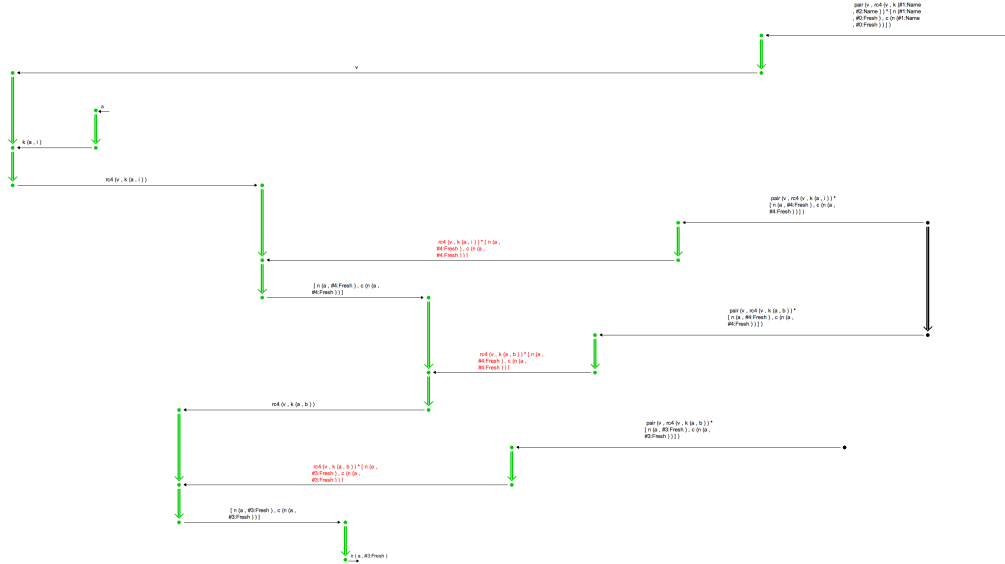 pair (v , rc4 (v , k (#1:Name
, #2:Name ) ) * [ n (#1:Name
, #0:Fresh ) , c (n (#1:Name
, #0:Fresh ) ) ] )
v
a
k (a , i )
rc4 (v , k (a , i ) )
pair (v , rc4 (v , k (a , i ) ) *
[ n (a , #4:Fresh ) , c (n (a ,
#4:Fresh ) ) ] )
rc4 (v , k (a , i ) ) * [ n (a ,
#4:Fresh ) , c (n (a ,
#4:Fresh ) ) ]
[ n (a , #4:Fresh ) , c (n (a ,
#4:Fresh ) ) ]
pair (v , rc4 (v , k (a , b ) ) *
[ n (a , #4:Fresh ) , c (n (a ,
#4:Fresh ) ) ] )
rc4 (v , k (a , b ) ) * [ n (a ,
#4:Fresh ) , c (n (a ,
#4:Fresh ) ) ]
rc4 (v , k (a , b ) )
pair (v , rc4 (v , k (a , b ) ) *
[ n (a , #3:Fresh ) , c (n (a ,
#3:Fresh ) ) ] )
rc4 (v , k (a , b ) ) * [ n (a ,
#3:Fresh ) , c (n (a ,
#3:Fresh ) ) ]
[ n (a , #3:Fresh ) , c (n (a ,
#3:Fresh ) ) ]
n ( a , #3:Fresh )